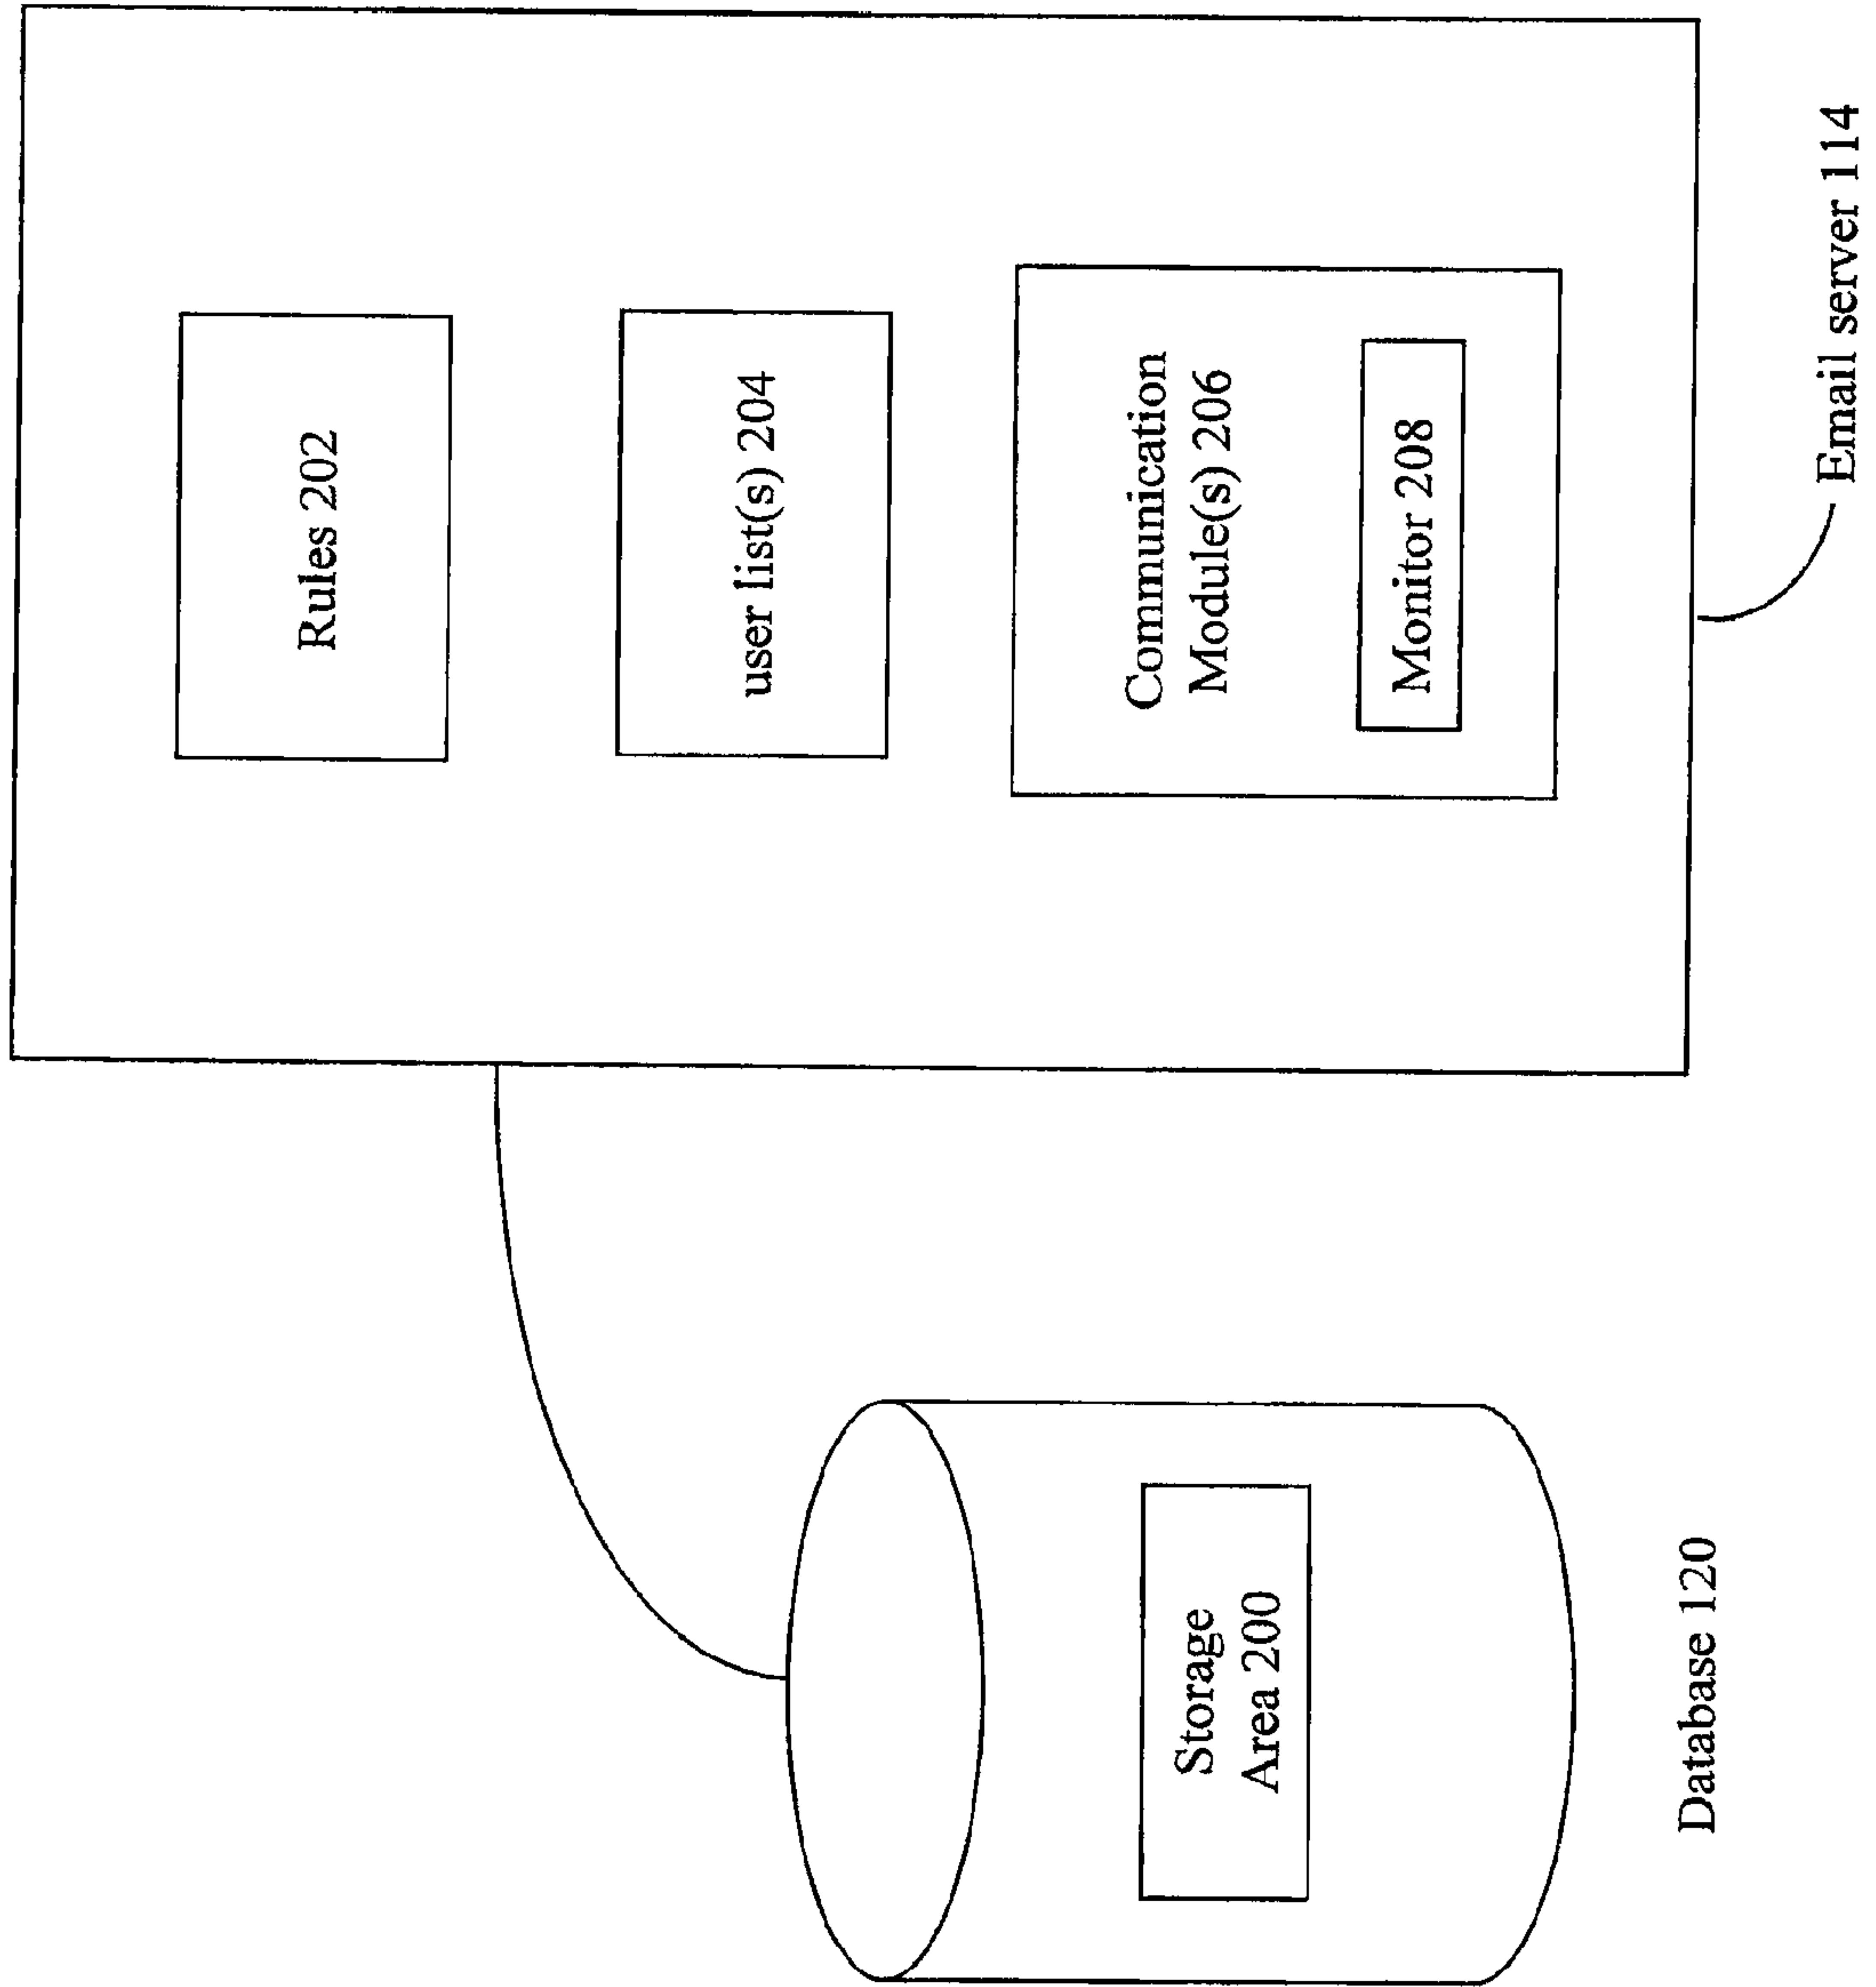 Rules 202
user list(s) 204
Communication
Module(s) 206
Monitor 208
Email server 114
Storage
Area 200
Database 120